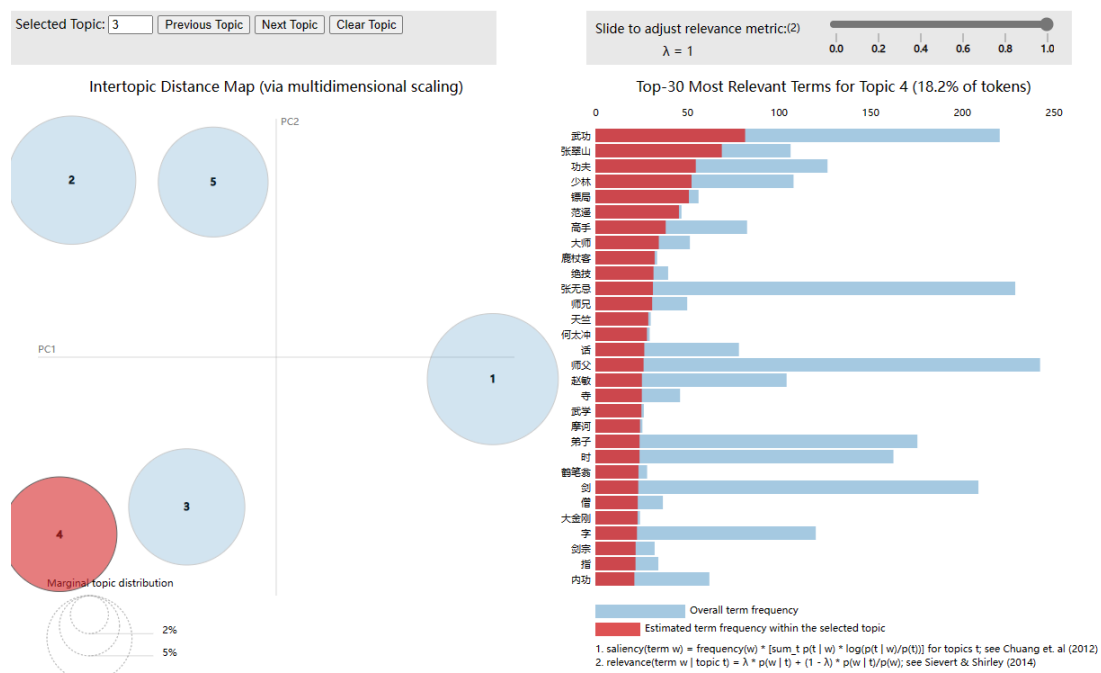 Selected Topic: 3 Previous Topic Next Topic Clear Topic
Slide to adjust relevance metric:(2)
λ = 1
0.0 0.2 0.4 0.6 0.8 1.0
Intertopic Distance Map (via multidimensional scaling)
PC2
PC1
2
5
1
3
4
Marginal topic distribution
2%
5%
Top-30 Most Relevant Terms for Topic 4 (18.2% of tokens)
0 50 100 150 200 250
武功
张翠山
功夫
少林
镖局
范遥
高手
大师
鹿杖客
绝技
张无忌
师兄
天竺
何太冲
话
师父
赵敏
寺
武学
摩诃
弟子
时
鹤笔翁
剑
僧
大金刚
字
剑宗
指
内功
Overall term frequency
Estimated term frequency within the selected topic
1. saliency(term w) = frequency(w) * [sum_t p(t | w) * log(p(t | w)/p(t))] for topics t; see Chuang et. al (2012)
2. relevance(term w | topic t) = λ * p(w | t) + (1 - λ) * p(w | t)/p(w); see Sievert & Shirley (2014)